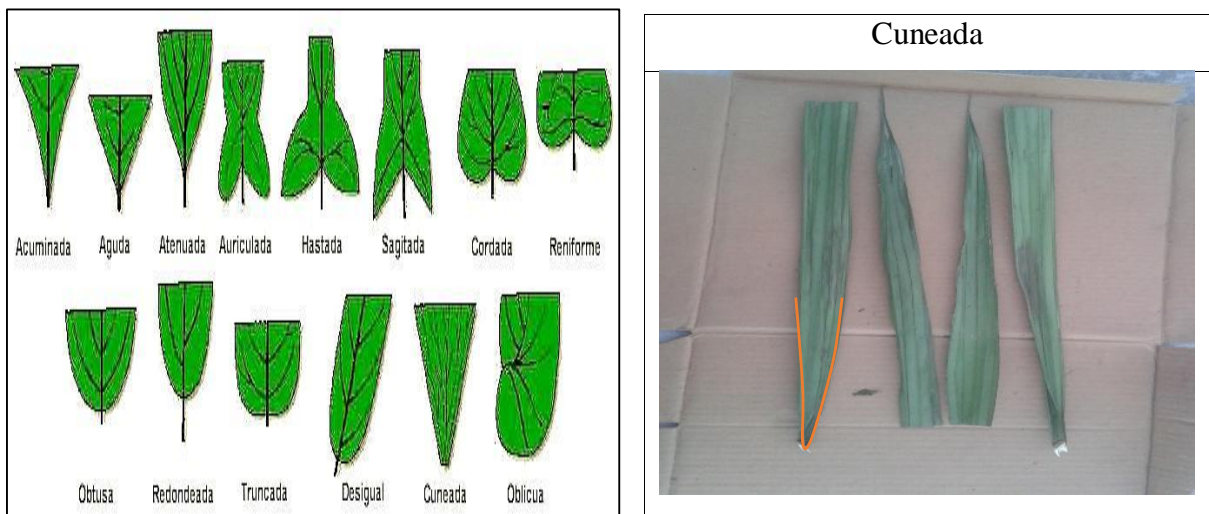 Acuminada Aguda Atenuada Auriculada Hastada Sagitada Cordada Reniforme
Obtusa Redondeada Truncada Desigual Cuneada Oblicua
Cuneada